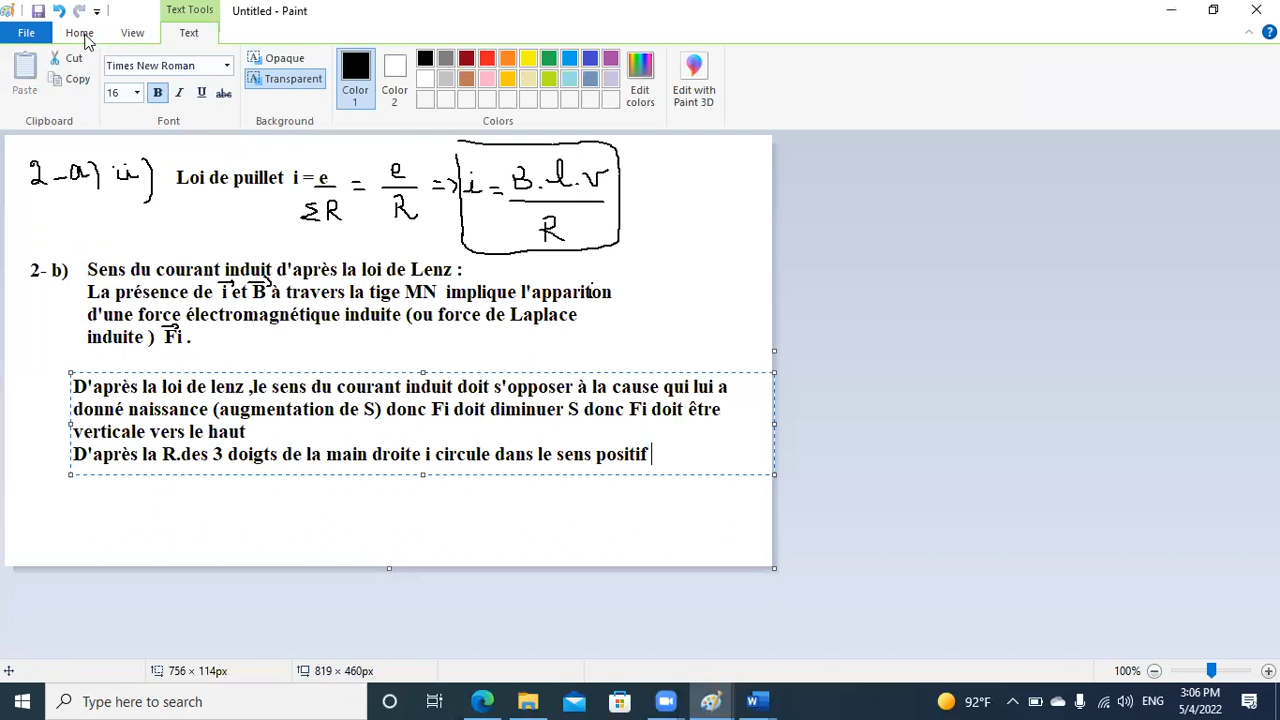 Text Tools
Untitled - Paint
File
Home
View
Text
Paste
Cut
Copy
Clipboard
Times New Roman
16
B
I
U
abc
Font
Opaque
Transparent
Background
Color 1
Color 2
Edit colors
Edit with Paint 3D
Colors
2-a) ii) Loi de puillet i = e/ΣR = e/R => i = B.l.v/R
2- b) Sens du courant induit d'après la loi de Lenz :
La présence de i et B à travers la tige MN implique l'apparition
d'une force électromagnétique induite (ou force de Laplace
induite ) Fi .
D'après la loi de lenz ,le sens du courant induit doit s'opposer à la cause qui lui a
donné naissance (augmentation de S) donc Fi doit diminuer S donc Fi doit être
verticale vers le haut
D'après la R.des 3 doigts de la main droite i circule dans le sens positif
756 × 114px
819 × 460px
100%
Type here to search
92°F
ENG
3:06 PM
5/4/2022